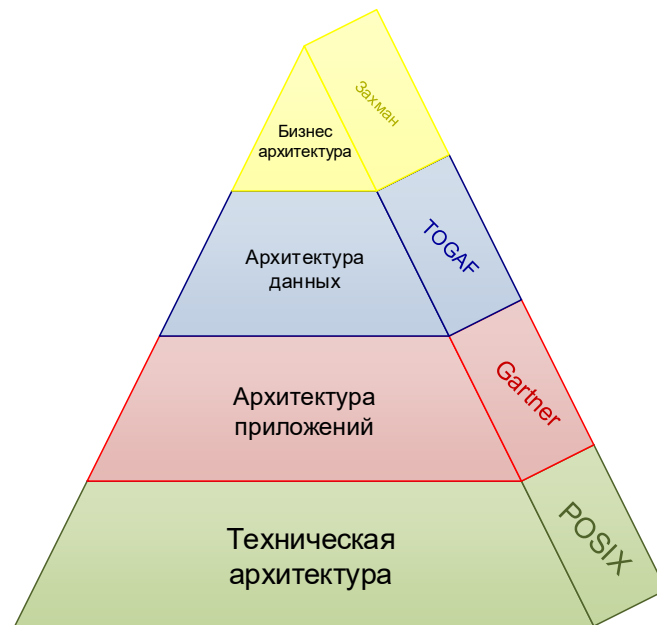 Захман
Бизнес
архитектура
TOGAF
Архитектура
данных
Gartner
Архитектура
приложений
POSIX
Техническая
архитектура